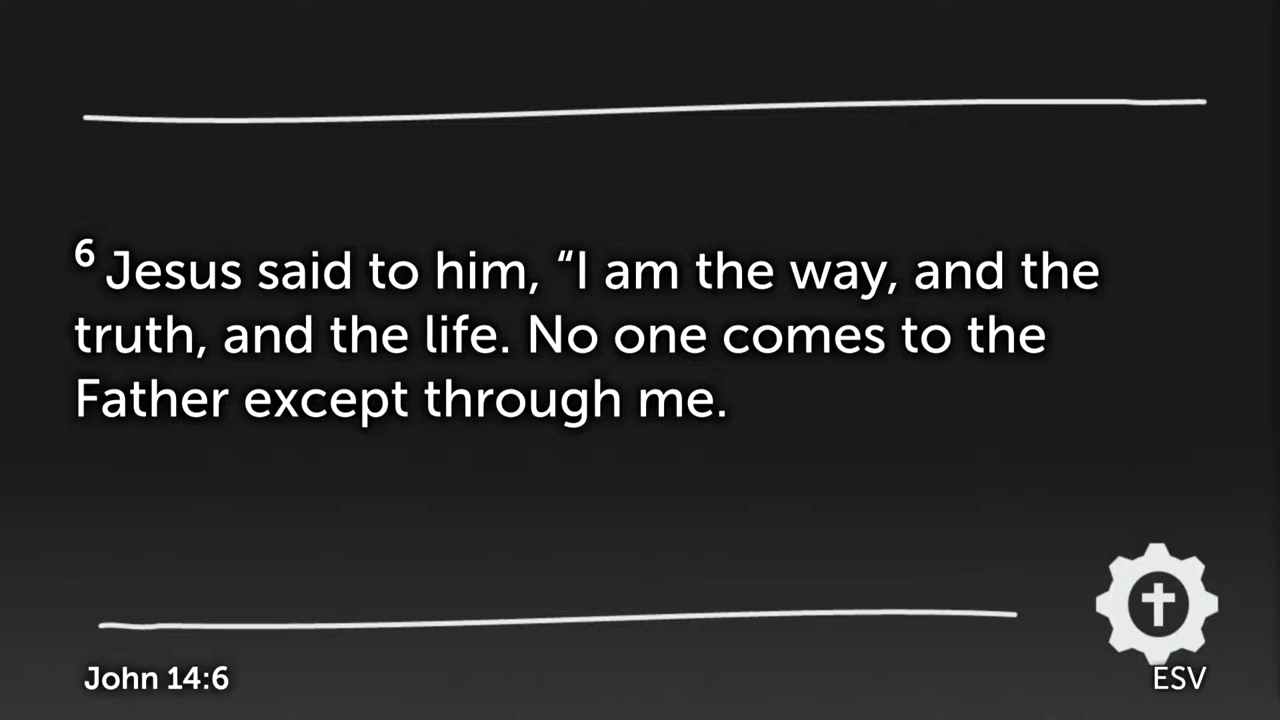 6 Jesus said to him, “I am the way, and the
truth, and the life. No one comes to the
Father except through me.
John 14:6
ESV